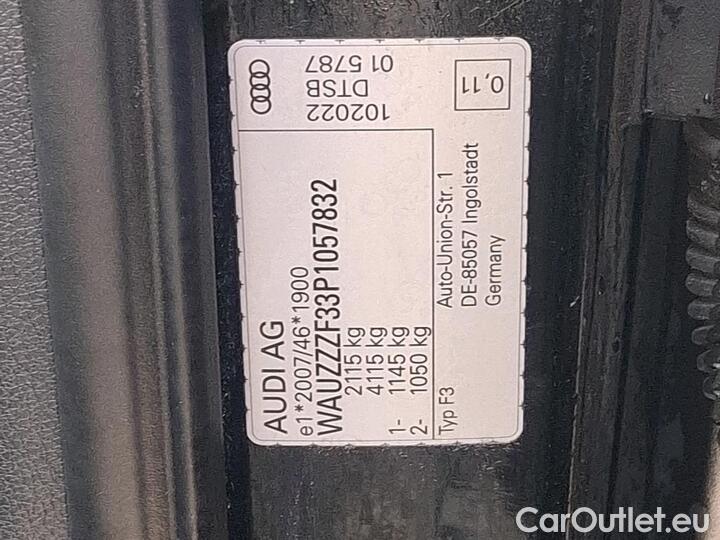 AUDI AG
e1*2007/46*1900
WAUZZZF33P1057832
2115 kg
4115 kg
1- 1145 kg
2- 1050 kg
Typ F3
Auto-Union-Str. 1
DE-85057 Ingolstadt
Germany
102022
DTSB
01 5787
0,11
CarOutlet.eu